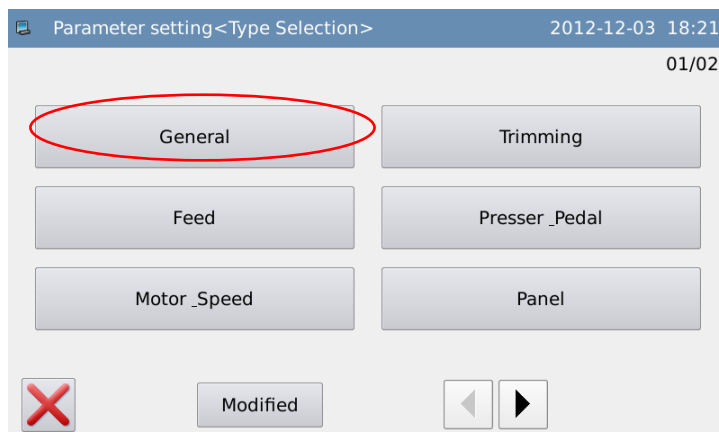 Parameter setting<Type Selection> 2012-12-03 18:21
01/02
General Trimming
Feed Presser _Pedal
Motor _Speed Panel
Modified